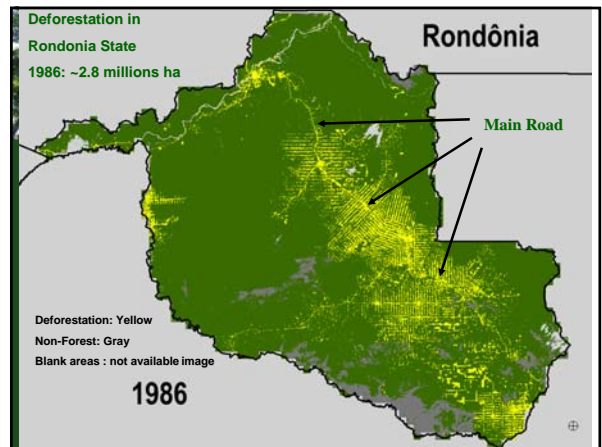 Deforestation in
Rondonia State
1986: ~2.8 millions ha
Rondônia
Main Road
Deforestation: Yellow
Non-Forest: Gray
Blank areas : not available image
1986